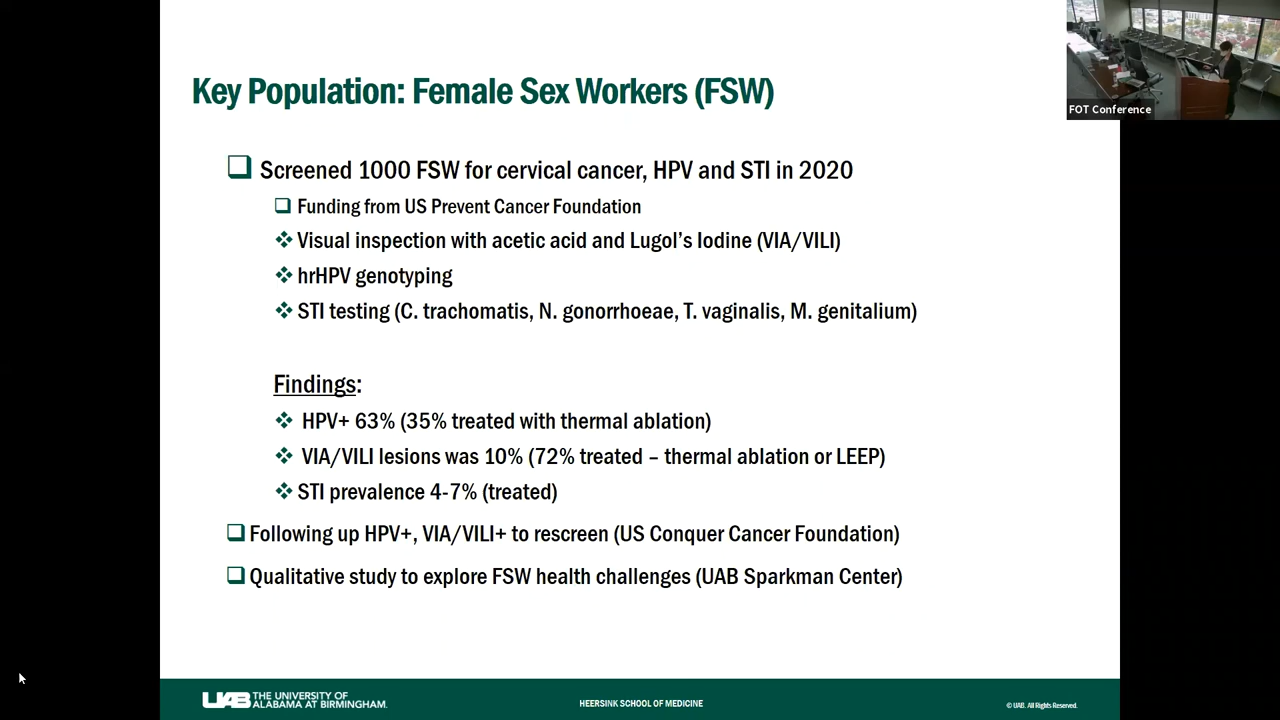 Key Population: Female Sex Workers (FSW)
FOT Conference
Screened 1000 FSW for cervical cancer, HPV and STI in 2020
Funding from US Prevent Cancer Foundation
Visual inspection with acetic acid and Lugol's Iodine (VIA/VILI)
hrHPV genotyping
STI testing (C. trachomatis, N. gonorrhoeae, T. vaginalis, M. genitalium)
Findings:
HPV+ 63% (35% treated with thermal ablation)
VIA/VILI lesions was 10% (72% treated – thermal ablation or LEEP)
STI prevalence 4-7% (treated)
Following up HPV+, VIA/VILI+ to rescreen (US Conquer Cancer Foundation)
Qualitative study to explore FSW health challenges (UAB Sparkman Center)
UAB THE UNIVERSITY OF
ALABAMA AT BIRMINGHAM.
HEERSINK SCHOOL OF MEDICINE
© UAB. All Rights Reserved.